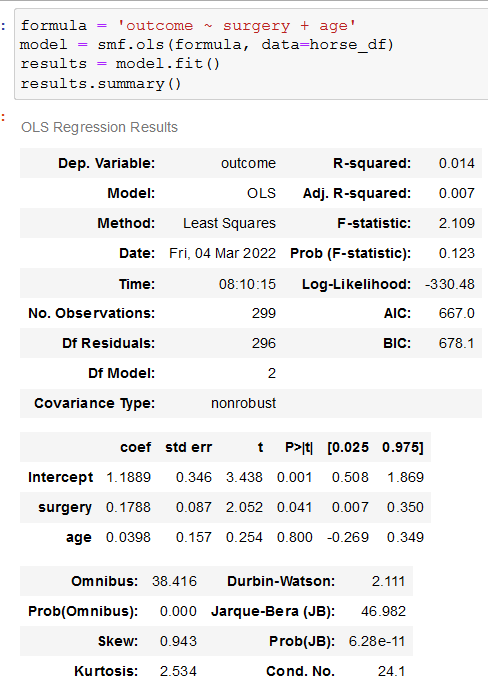 : formula = 'outcome ~ surgery + age'
model = smf.ols(formula, data=horse_df)
results = model.fit()
results.summary()
:
OLS Regression Results
Dep. Variable: outcome R-squared: 0.014
Model: OLS Adj. R-squared: 0.007
Method: Least Squares F-statistic: 2.109
Date: Fri, 04 Mar 2022 Prob (F-statistic): 0.123
Time: 08:10:15 Log-Likelihood: -330.48
No. Observations: 299 AIC: 667.0
Df Residuals: 296 BIC: 678.1
Df Model: 2
Covariance Type: nonrobust
coef std err t P>|t| [0.025 0.975]
Intercept 1.1889 0.346 3.438 0.001 0.508 1.869
surgery 0.1788 0.087 2.052 0.041 0.007 0.350
age 0.0398 0.157 0.254 0.800 -0.269 0.349
Omnibus: 38.416 Durbin-Watson: 2.111
Prob(Omnibus): 0.000 Jarque-Bera (JB): 46.982
Skew: 0.943 Prob(JB): 6.28e-11
Kurtosis: 2.534 Cond. No. 24.1